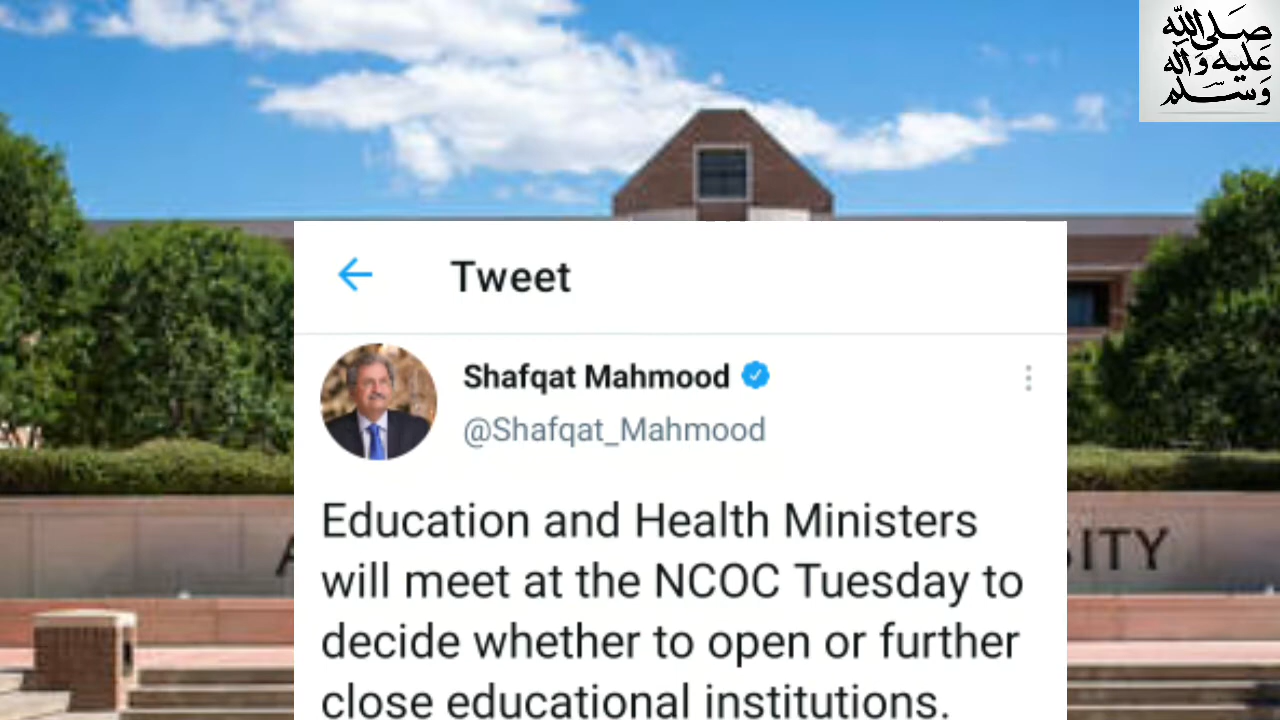 صلى الله
عليه وآله
وسلم
Tweet
Shafqat Mahmood
@Shafqat_Mahmood
Education and Health Ministers
will meet at the NCOC Tuesday to
decide whether to open or further
close educational institutions.
SITY